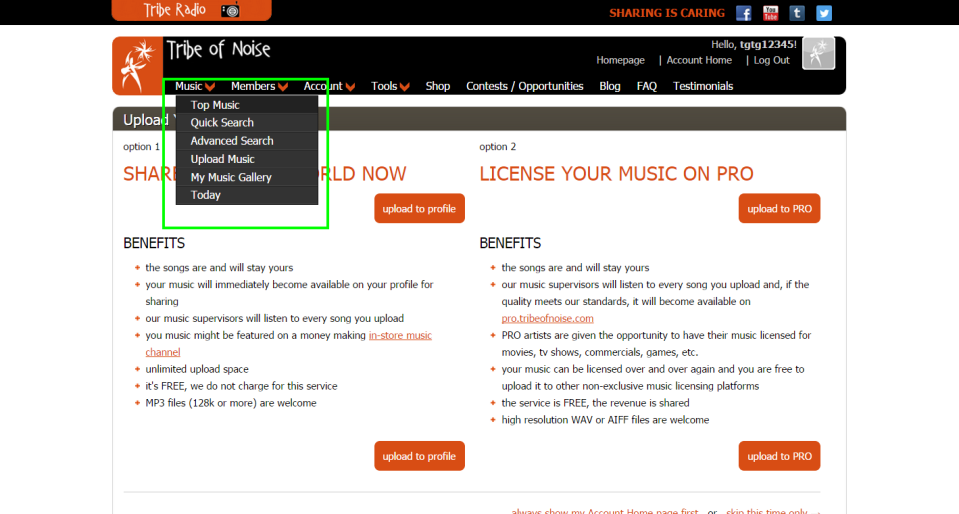 Tribe Radio
SHARING IS CARING
You
Tube
Tribe of Noise
Hello, tgtg12345!
Homepage | Account Home | Log Out
Music Members Account Tools Shop Contests / Opportunities Blog FAQ Testimonials
Top Music
Quick Search
Advanced Search
Upload Music
My Music Gallery
Today
Upload
option 1
SHAR RLD NOW
upload to profile
BENEFITS
the songs are and will stay yours
your music will immediately become available on your profile for
sharing
our music supervisors will listen to every song you upload
you music might be featured on a money making in-store music
channel
unlimited upload space
it's FREE, we do not charge for this service
MP3 files (128k or more) are welcome
upload to profile
option 2
LICENSE YOUR MUSIC ON PRO
upload to PRO
BENEFITS
the songs are and will stay yours
our music supervisors will listen to every song you upload and, if the
quality meets our standards, it will become available on
pro.tribeofnoise.com
PRO artists are given the opportunity to have their music licensed for
movies, tv shows, commercials, games, etc.
your music can be licensed over and over again and you are free to
upload it to other non-exclusive music licensing platforms
the service is FREE, the revenue is shared
high resolution WAV or AIFF files are welcome
upload to PRO
always show my Account Home page first or skip this time only